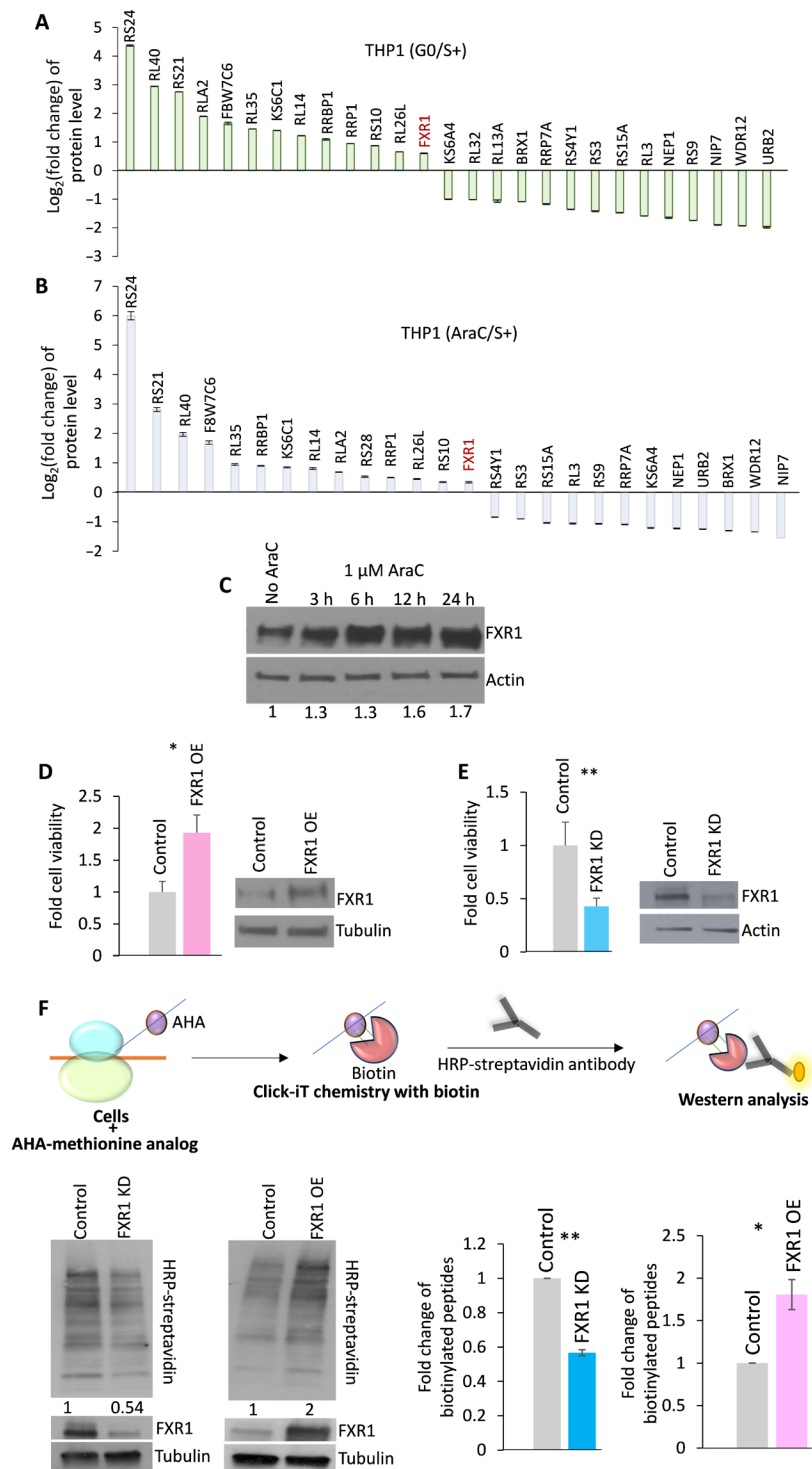 A
THP1 (G0/S+)
Log2(fold change) of
protein level
5
4
3
2
1
0
−1
−2
−3
RS24
RL40
RS21
RLA2
FBW7C6
RL35
KS6C1
RL14
RRBP1
RRP1
RS10
RL26L
FXR1
KS6A4
RL32
RL13A
BRX1
RRP7A
RS4Y1
RS3
RS15A
RL3
NEP1
RS9
NIP7
WDR12
URB2
B
THP1 (AraC/S+)
Log2(fold change) of
protein level
7
6
5
4
3
2
1
0
−1
−2
RS24
RS21
RL40
F8W7C6
RL35
RRBP1
KS6C1
RL14
RLA2
RS28
RRP1
RL26L
RS10
FXR1
RS4Y1
RS3
RS15A
RL3
RS9
RRP7A
KS6A4
NEP1
URB2
BRX1
WDR12
NIP7
C
No AraC
1 μM AraC
3 h 6 h 12 h 24 h
FXR1
Actin
1 1.3 1.3 1.6 1.7
D
Fold cell viability
2.5
2
1.5
1
0.5
0
*
Control
FXR1 OE
Control
FXR1 OE
FXR1
Tubulin
E
Fold cell viability
1.5
1
0.5
0
**
Control
FXR1 KD
Control
FXR1 KD
FXR1
Actin
F
AHA
Cells
+
AHA-methionine analog
Biotin
Click-iT chemistry with biotin
HRP-streptavidin antibody
Western analysis
Control
FXR1 KD
HRP-streptavidin
1 0.54
FXR1
Tubulin
Control
FXR1 OE
HRP-streptavidin
1 2
FXR1
Tubulin
Fold change of
biotinylated peptides
1.2
1
0.8
0.6
0.4
0.2
0
Control
**
FXR1 KD
Fold change of
biotinylated peptides
2.5
2
1.5
1
0.5
0
*
Control
FXR1 OE